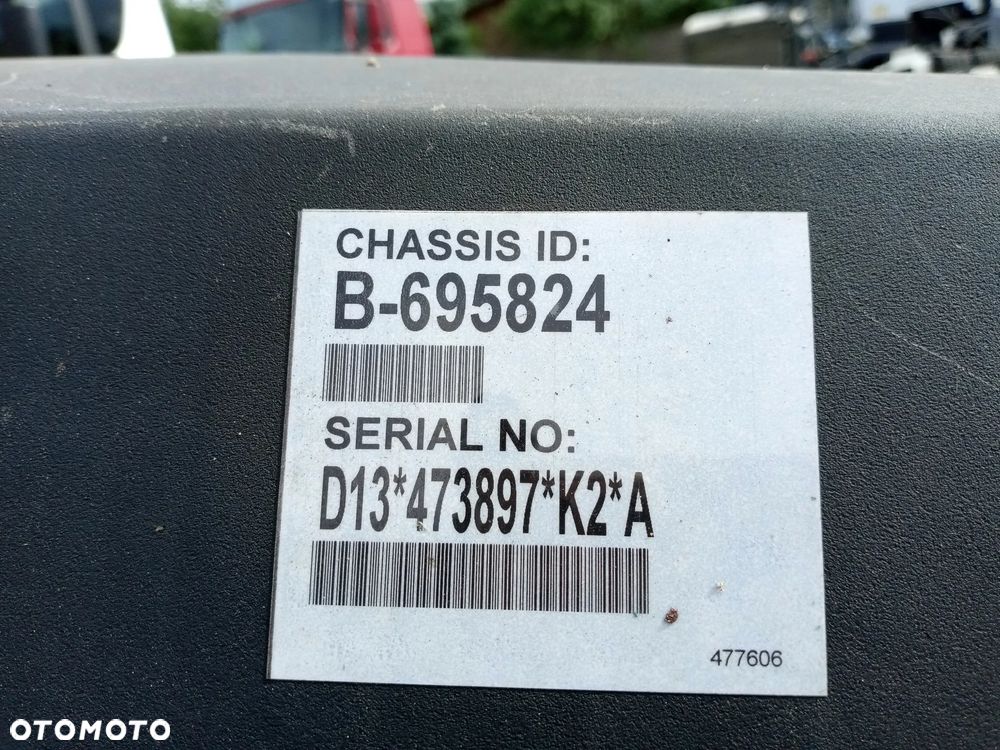 CHASSIS ID:
B-695824
SERIAL NO:
D13*473897*K2*A
477606
OTOMOTO